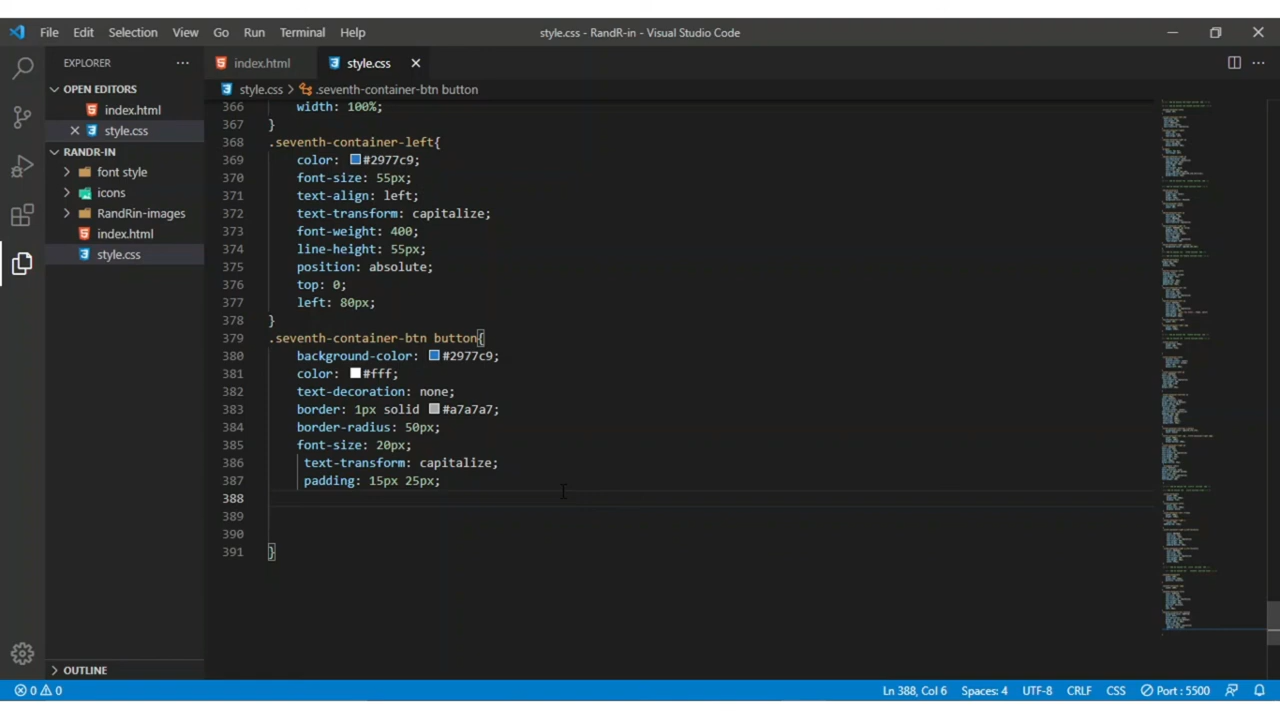 File Edit Selection View Go Run Terminal Help
style.css - RandR-in - Visual Studio Code
EXPLORER
index.html
style.css
OPEN EDITORS
index.html
style.css
RANDR-IN
font style
icons
RandRin-images
index.html
style.css
OUTLINE
style.css > .seventh-container-btn button
366 width: 100%;
367 }
368 .seventh-container-left{
369 color: #2977c9;
370 font-size: 55px;
371 text-align: left;
372 text-transform: capitalize;
373 font-weight: 400;
374 line-height: 55px;
375 position: absolute;
376 top: 0;
377 left: 80px;
378 }
379 .seventh-container-btn button{
380 background-color: #2977c9;
381 color: #fff;
382 text-decoration: none;
383 border: 1px solid #a7a7a7;
384 border-radius: 50px;
385 font-size: 20px;
386 text-transform: capitalize;
387 padding: 15px 25px;
388
389
390
391 }
0 0
Ln 388, Col 6 Spaces: 4 UTF-8 CRLF CSS Port : 5500